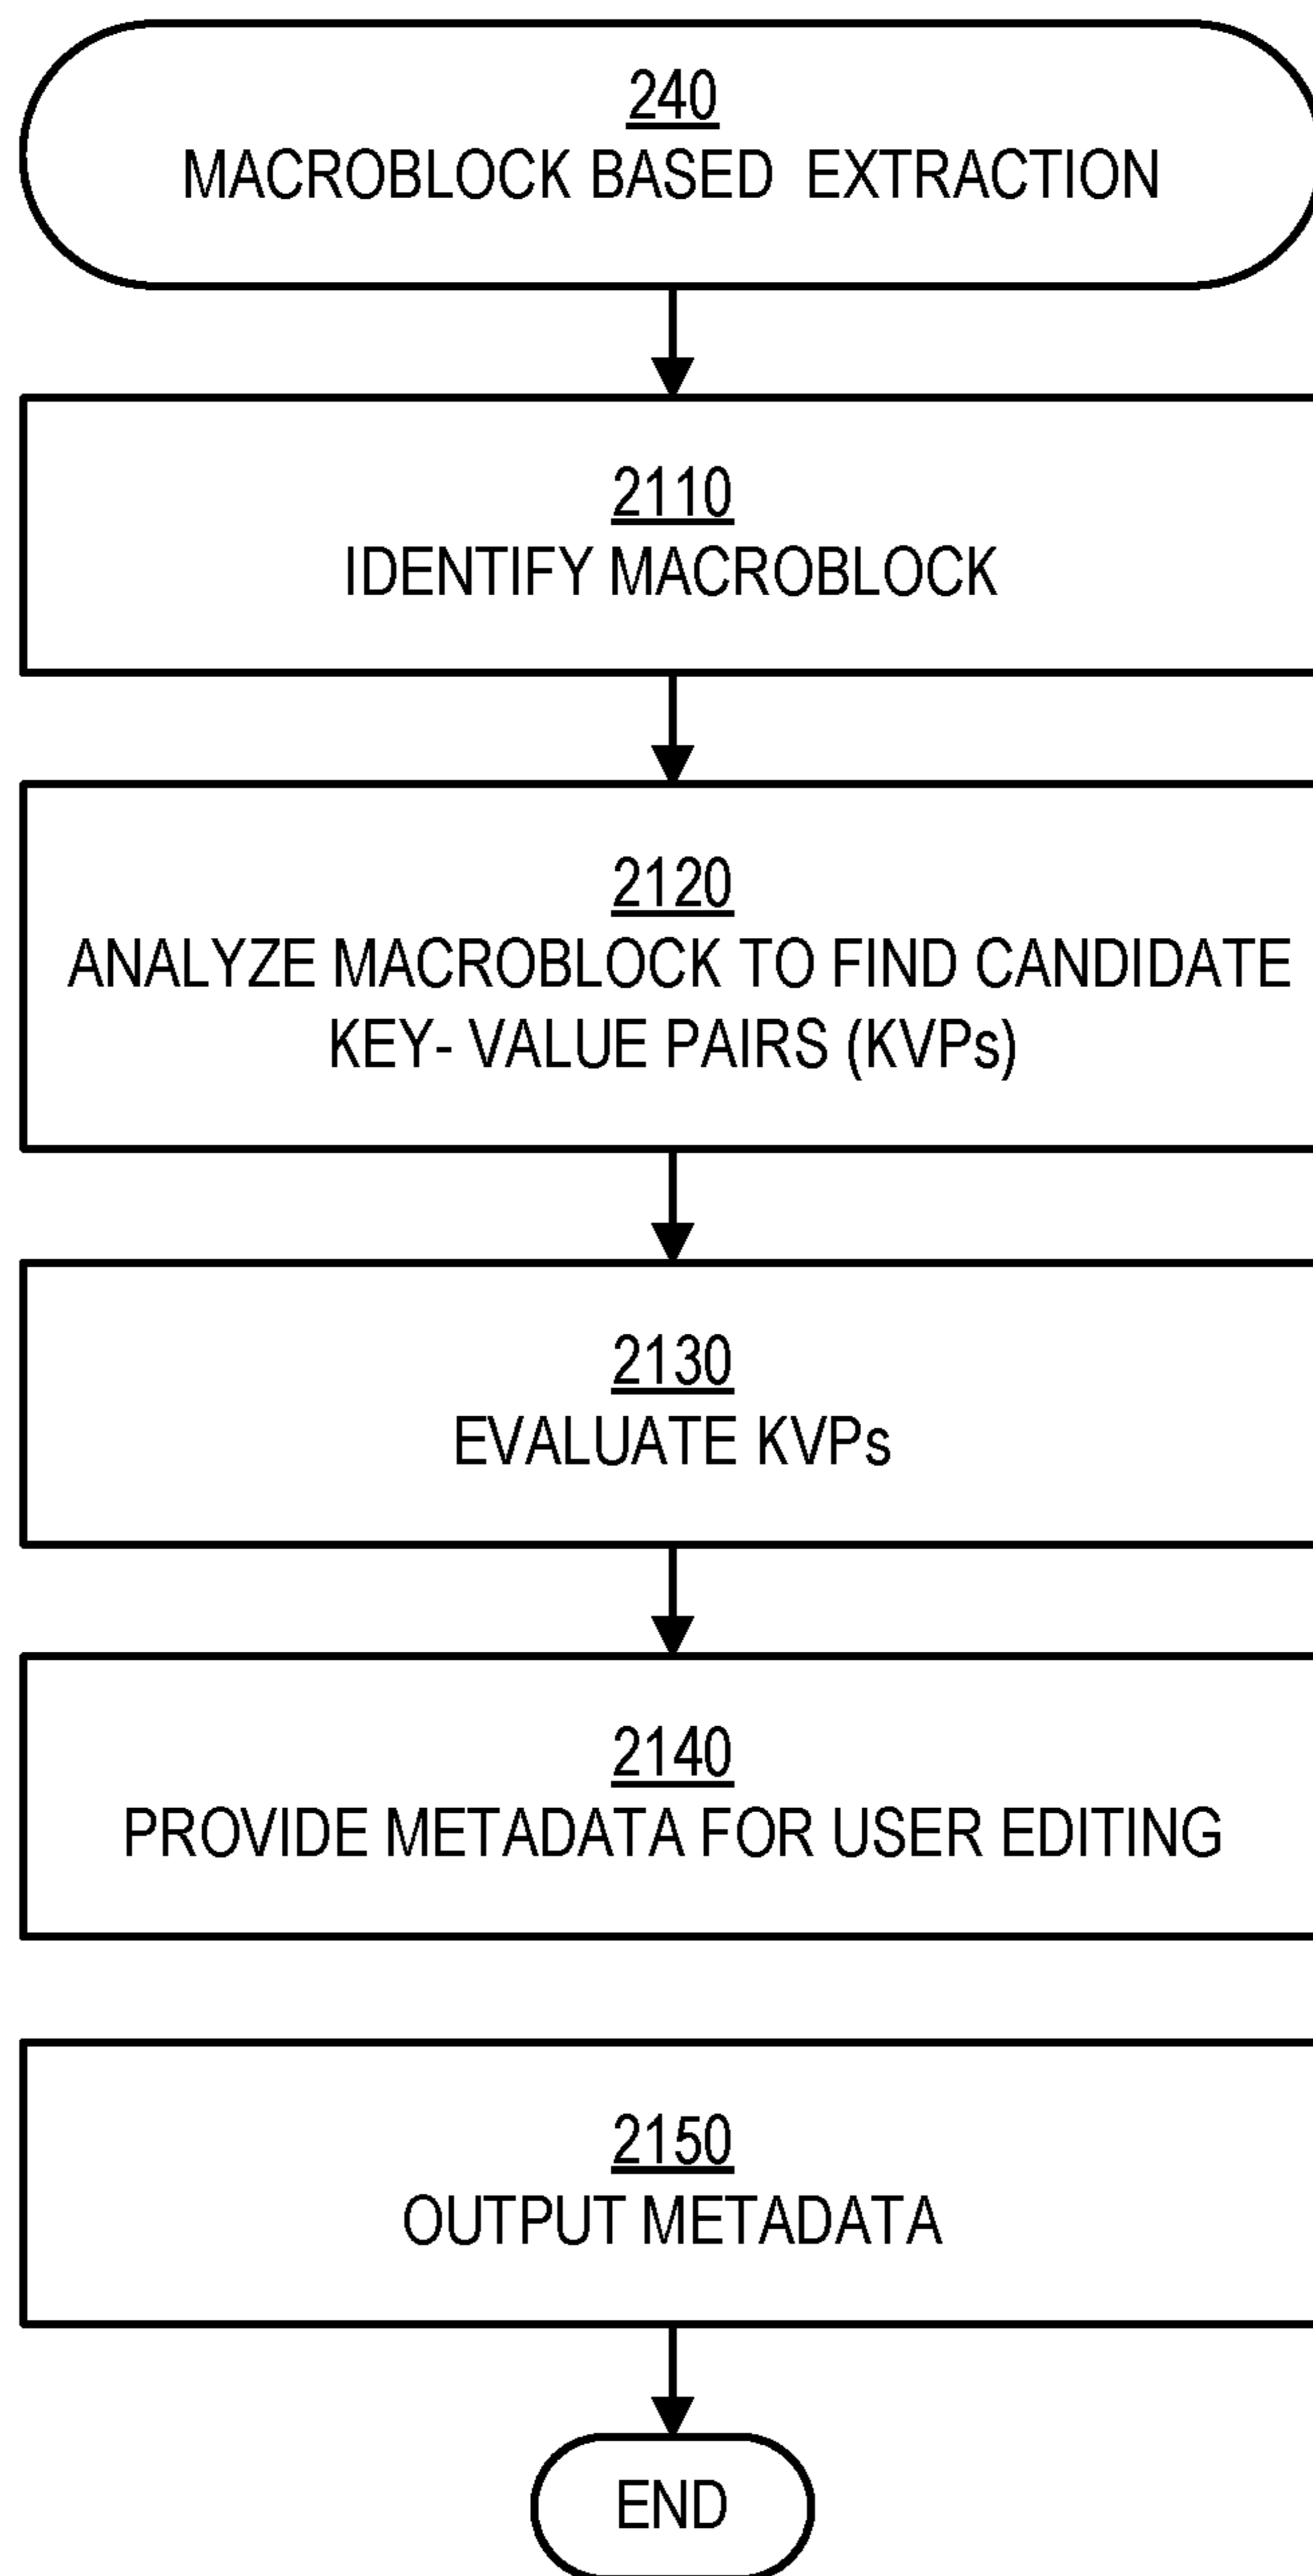 240
MACROBLOCK BASED EXTRACTION
2110
IDENTIFY MACROBLOCK
2120
ANALYZE MACROBLOCK TO FIND CANDIDATE
KEY- VALUE PAIRS (KVPs)
2130
EVALUATE KVPs
2140
PROVIDE METADATA FOR USER EDITING
2150
OUTPUT METADATA
END